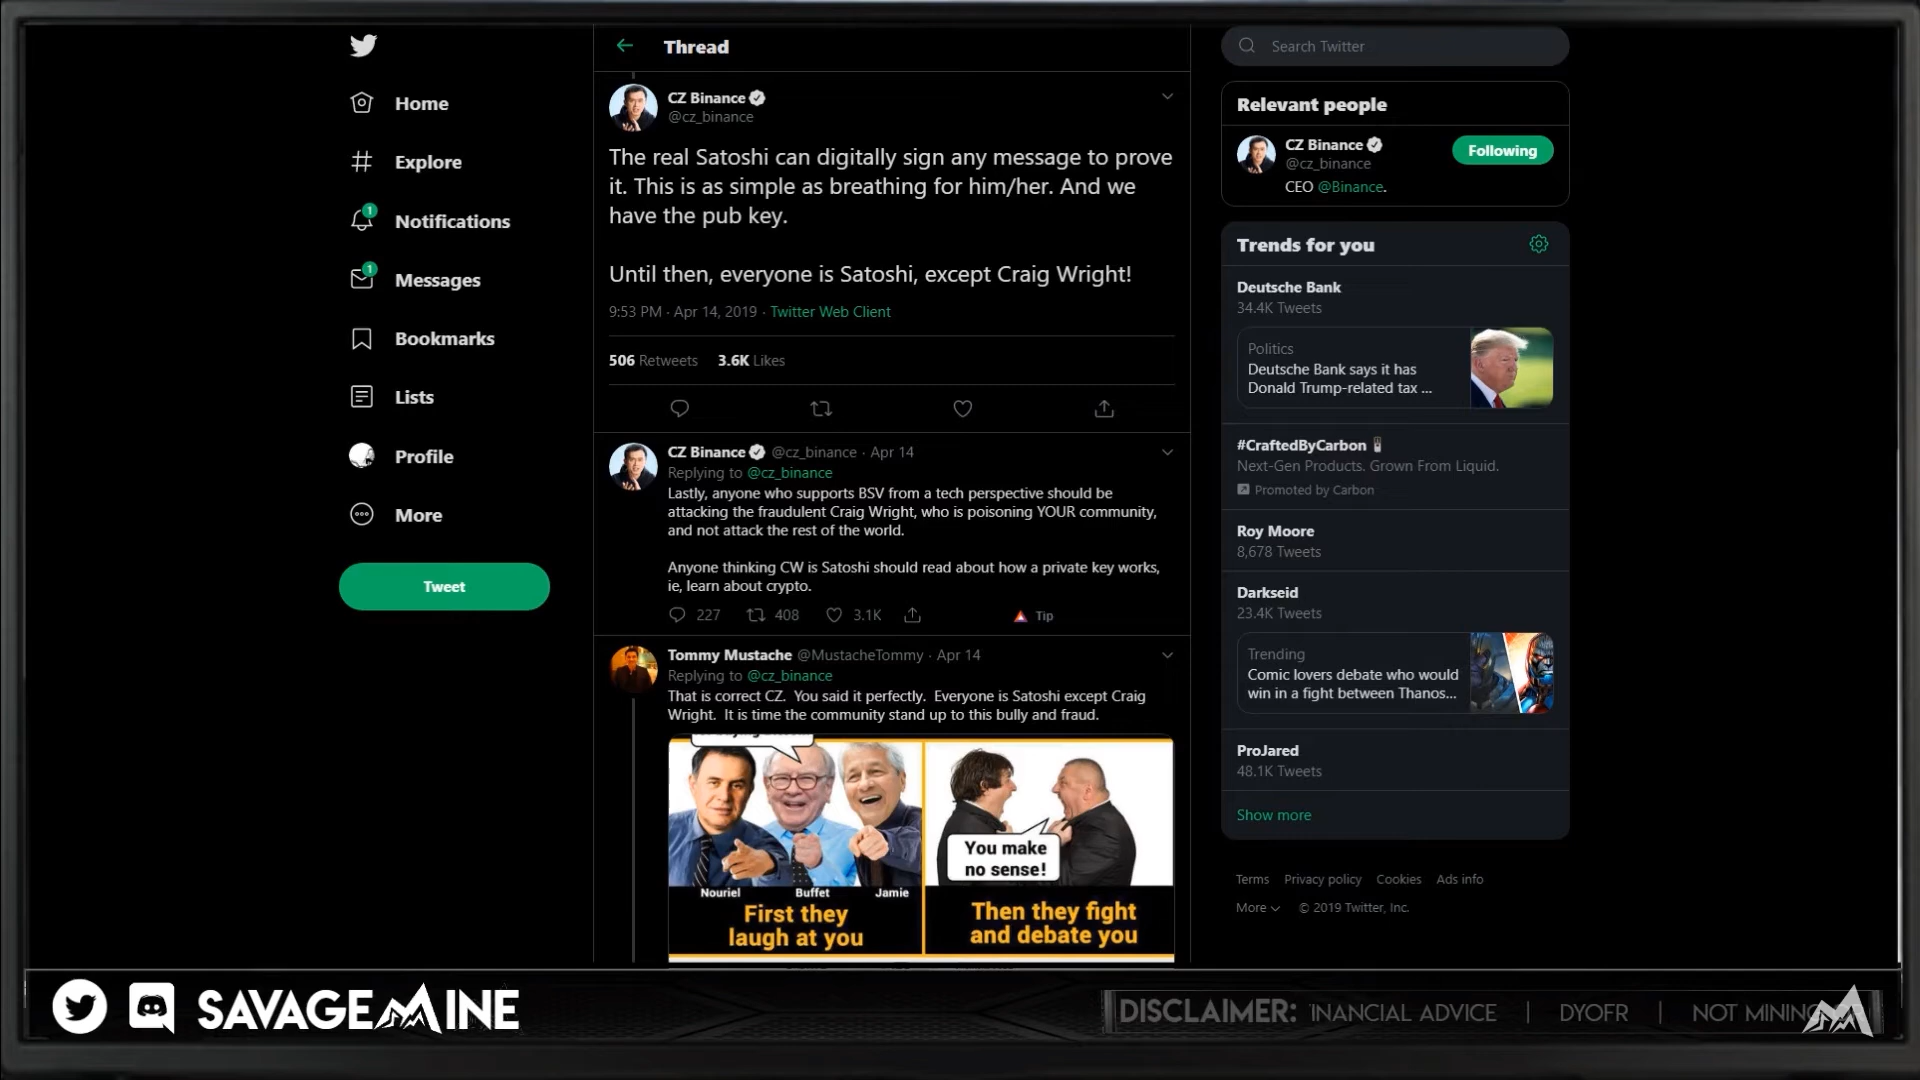 Home
Explore
1
Notifications
1
Messages
Bookmarks
Lists
Profile
More
Tweet
Thread
CZ Binance
@cz_binance
The real Satoshi can digitally sign any message to prove
it. This is as simple as breathing for him/her. And we
have the pub key.
Until then, everyone is Satoshi, except Craig Wright!
9:53 PM · Apr 14, 2019 · Twitter Web Client
506 Retweets 3.6K Likes
CZ Binance @cz_binance · Apr 14
Replying to @cz_binance
Lastly, anyone who supports BSV from a tech perspective should be
attacking the fraudulent Craig Wright, who is poisoning YOUR community,
and not attack the rest of the world.
Anyone thinking CW is Satoshi should read about how a private key works,
ie, learn about crypto.
227 408 3.1K Tip
Tommy Mustache @MustacheTommy · Apr 14
Replying to @cz_binance
That is correct CZ. You said it perfectly. Everyone is Satoshi except Craig
Wright. It is time the community stand up to this bully and fraud.
Nouriel Buffet Jamie
First they
laugh at you
You make
no sense!
Then they fight
and debate you
Search Twitter
Relevant people
CZ Binance
@cz_binance
Following
CEO @Binance.
Trends for you
Deutsche Bank
34.4K Tweets
Politics
Deutsche Bank says it has
Donald Trump-related tax ...
#CraftedByCarbon
Next-Gen Products. Grown From Liquid.
Promoted by Carbon
Roy Moore
8,678 Tweets
Darkseid
23.4K Tweets
Trending
Comic lovers debate who would
win in a fight between Thanos...
ProJared
48.1K Tweets
Show more
Terms Privacy policy Cookies Ads info
More © 2019 Twitter, Inc.
SAVAGEMINE
DISCLAIMER: INANCIAL ADVICE | DYOFR | NOT MINING